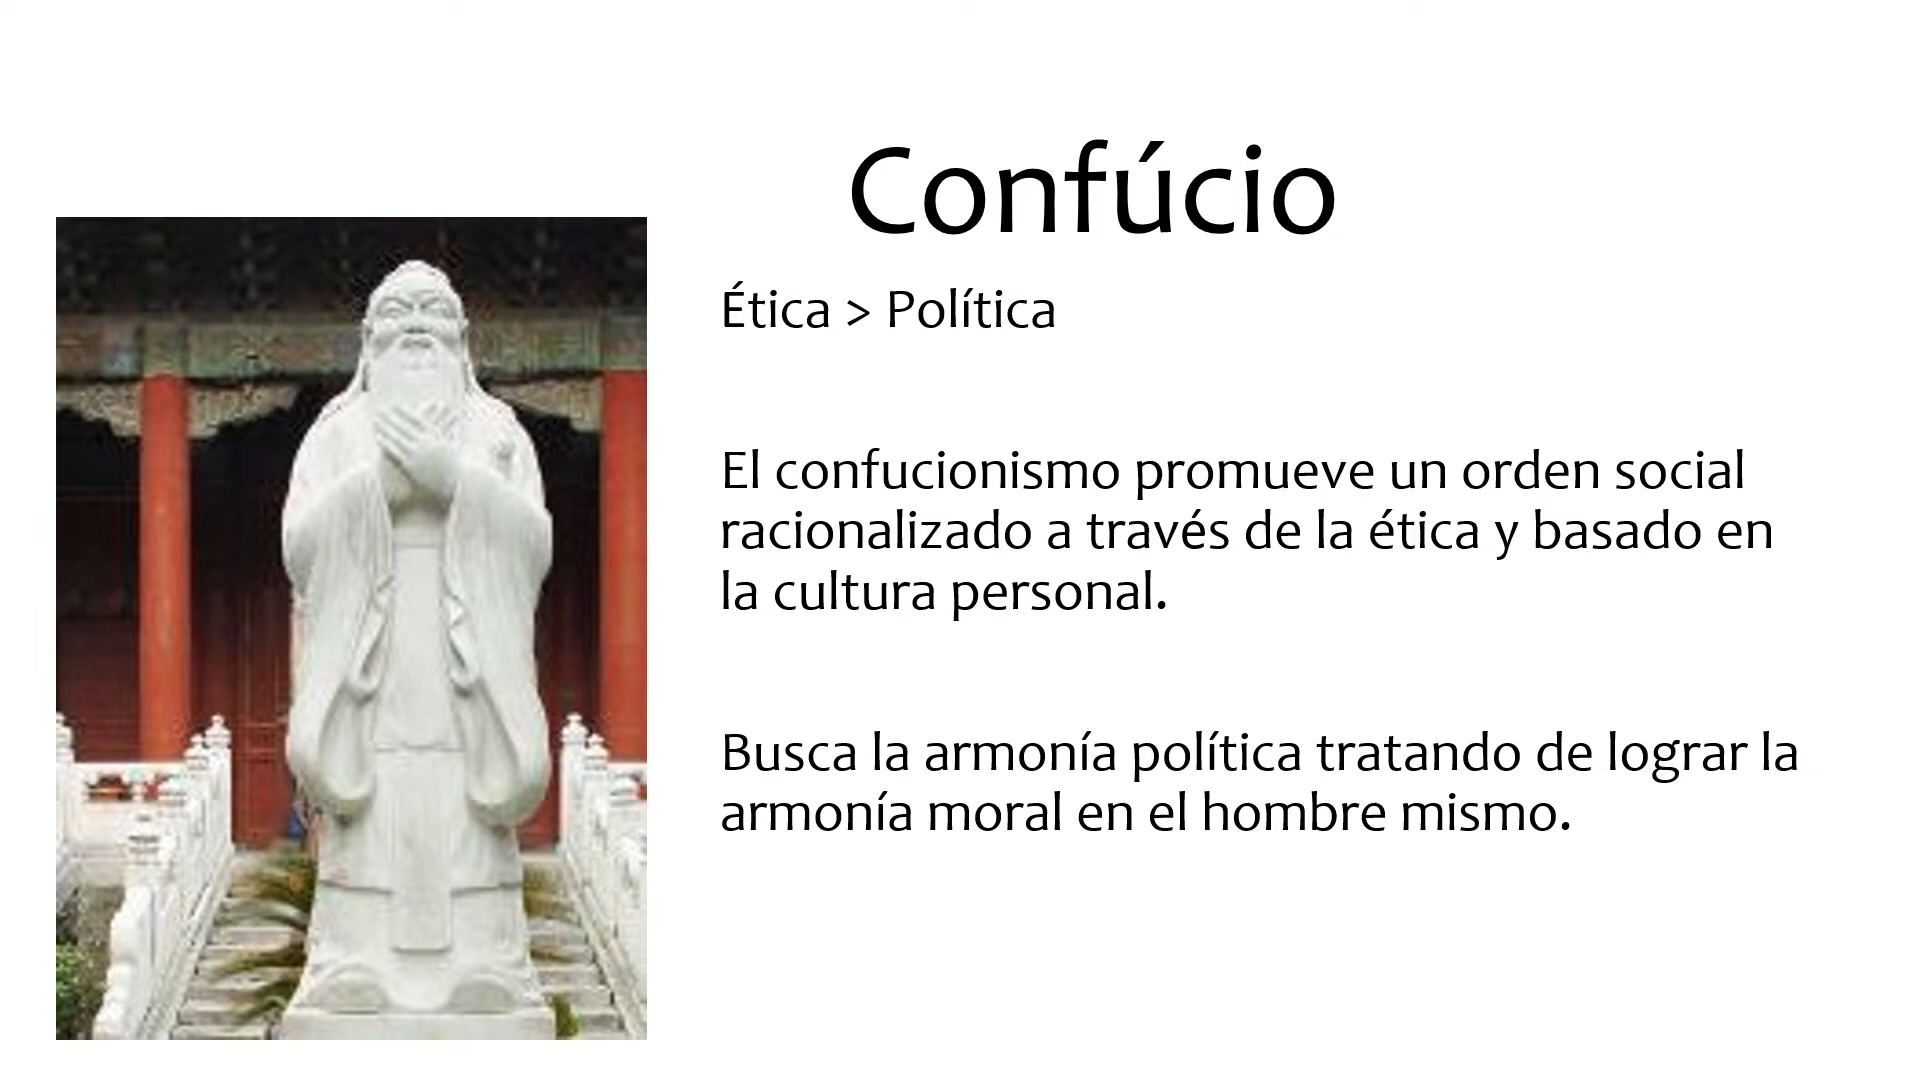 Confúcio
Ética > Política
El confucionismo promueve un orden social
racionalizado a través de la ética y basado en
la cultura personal.
Busca la armonía política tratando de lograr la
armonía moral en el hombre mismo.